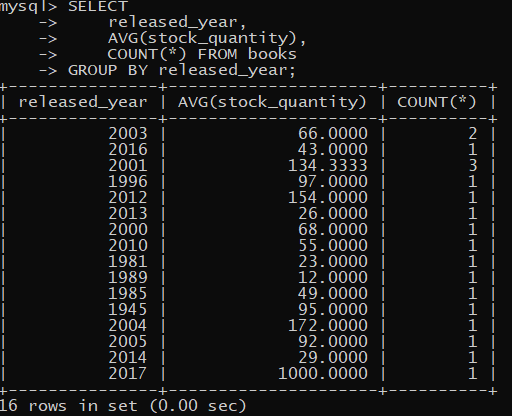 mysql> SELECT
    ->     released_year,
    ->     AVG(stock_quantity),
    ->     COUNT(*) FROM books
    -> GROUP BY released_year;
+---------------+---------------------+----------+
| released_year | AVG(stock_quantity) | COUNT(*) |
+---------------+---------------------+----------+
|          2003 |             66.0000 |        2 |
|          2016 |             43.0000 |        1 |
|          2001 |            134.3333 |        3 |
|          1996 |             97.0000 |        1 |
|          2012 |            154.0000 |        1 |
|          2013 |             26.0000 |        1 |
|          2000 |             68.0000 |        1 |
|          2010 |             55.0000 |        1 |
|          1981 |             23.0000 |        1 |
|          1989 |             12.0000 |        1 |
|          1985 |             49.0000 |        1 |
|          1945 |             95.0000 |        1 |
|          2004 |            172.0000 |        1 |
|          2005 |             92.0000 |        1 |
|          2014 |             29.0000 |        1 |
|          2017 |           1000.0000 |        1 |
+---------------+---------------------+----------+
16 rows in set (0.00 sec)